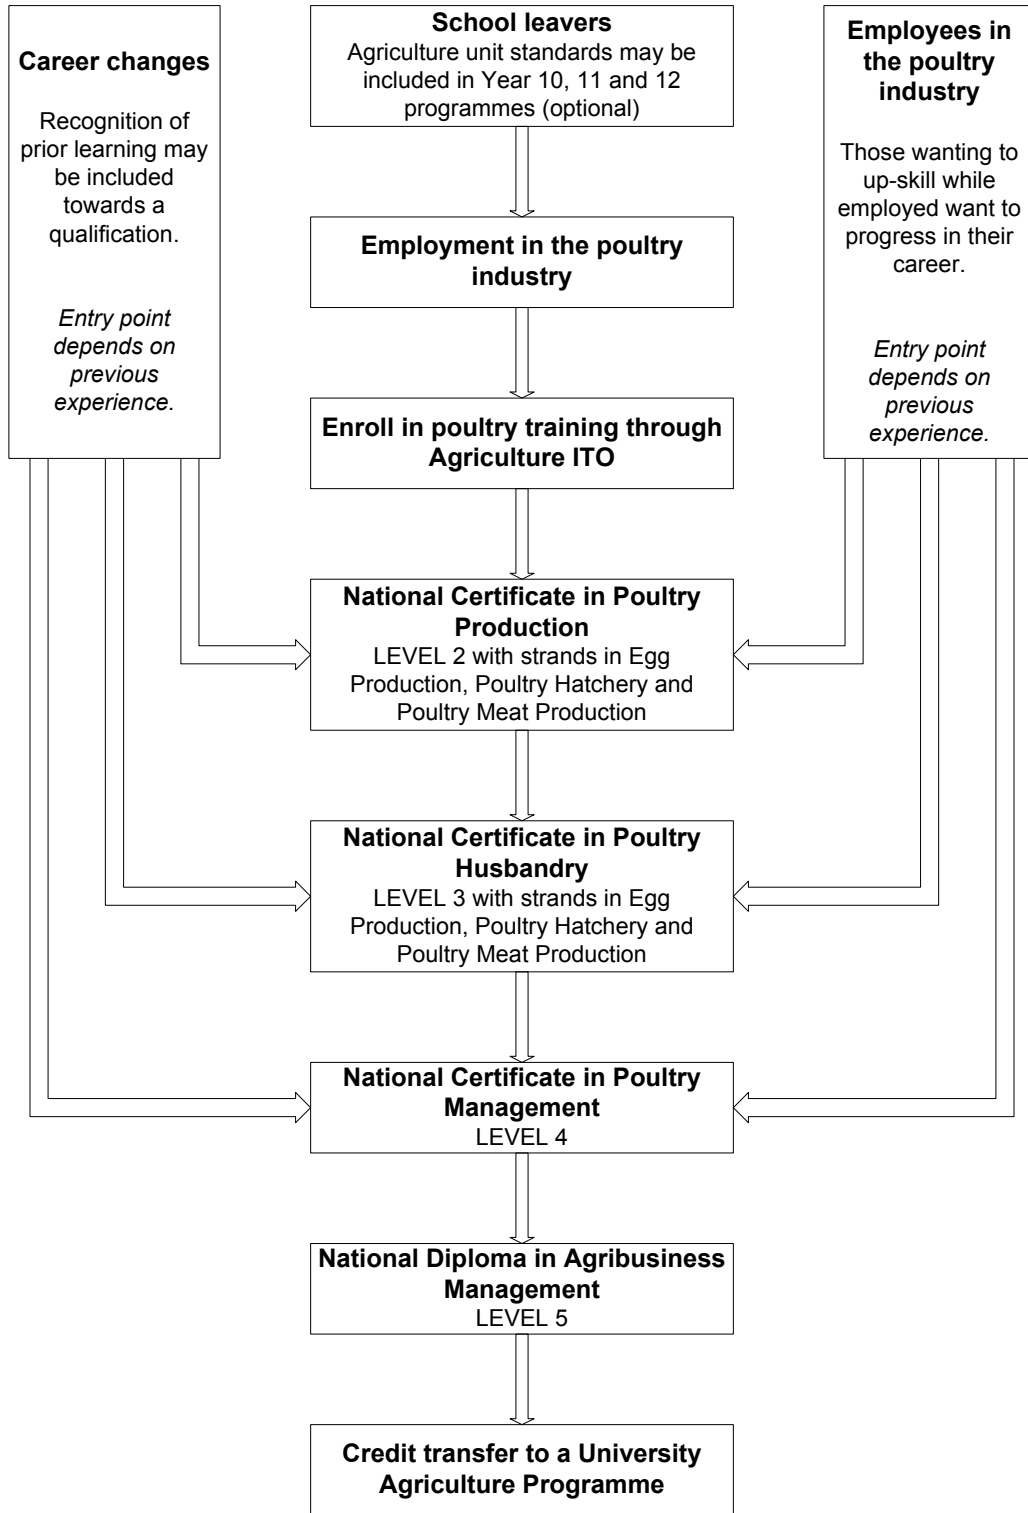 Career changes
Recognition of
prior learning may
be included
towards a
qualification.
Entry point
depends on
previous
experience.
School leavers
Agriculture unit standards may be
included in Year 10, 11 and 12
programmes (optional)
Employees in
the poultry
industry
Those wanting to
up-skill while
employed want to
progress in their
career.
Entry point
depends on
previous
experience.
Employment in the poultry
industry
Enroll in poultry training through
Agriculture ITO
National Certificate in Poultry
Production
LEVEL 2 with strands in Egg
Production, Poultry Hatchery and
Poultry Meat Production
National Certificate in Poultry
Husbandry
LEVEL 3 with strands in Egg
Production, Poultry Hatchery and
Poultry Meat Production
National Certificate in Poultry
Management
LEVEL 4
National Diploma in Agribusiness
Management
LEVEL 5
Credit transfer to a University
Agriculture Programme